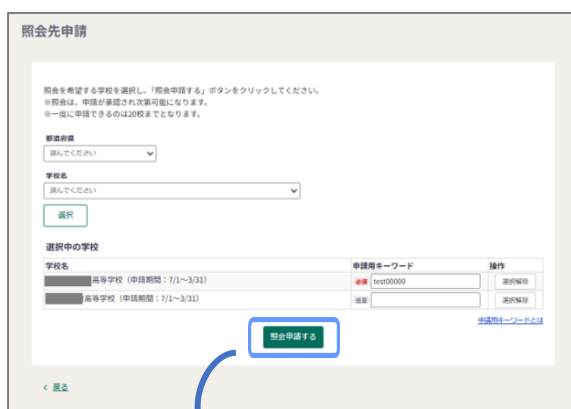 照会先申請
照会を希望する学校を選択し、「照会申請する」ボタンをクリックしてください。
※照会は、申請が承認され次第可能になります。
※一度に申請できるのは20校までとなります。
都道府県
選んでください
学校名
選んでください
選択
選択中の学校
学校名 申請用キーワード 操作
高等学校（申請期間：7/1～3/31） 必須 test00000 選択解除
高等学校（申請期間：7/1～3/31） 任意 選択解除
申請用キーワードとは
照会申請する
< 戻る